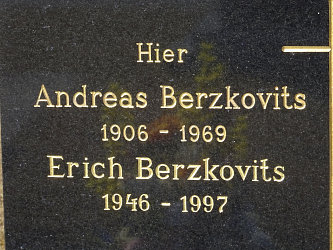 Hier
Andreas Berzkovits
1906 - 1969
Erich Berzkovits
1946 - 1997